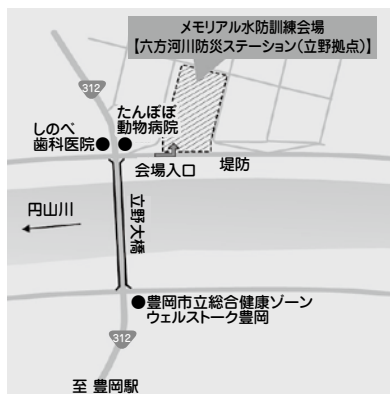 メモリアル水防訓練会場
【六方河川防災ステーション(立野拠点)】
312
たんぽぽ
動物病院
しのべ
歯科医院
会場入口
堤防
円山川
立野大橋
豊岡市立総合健康ゾーン
ウェルストーク豊岡
312
至 豊岡駅